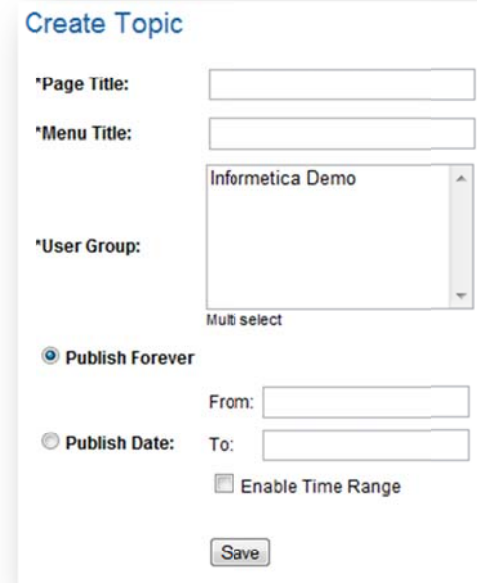 Create Topic
*Page Title:
*Menu Title:
Informetica Demo
*User Group:
Multi select
Publish Forever
From:
Publish Date:
To:
Enable Time Range
Save